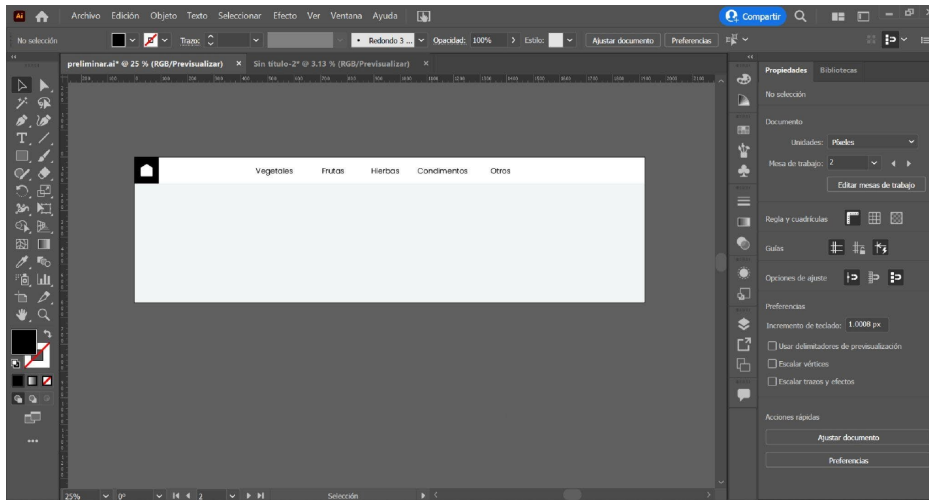 Ai Archivo Edición Objeto Texto Seleccionar Efecto Ver Ventana Ayuda Compartir
No selección Trazo: Redondo 3 ... Opacidad: 100% Estilo: Ajustar documento Preferencias
preliminar.ai* @ 25 % (RGB/Previsualizar) × Sin título-2* @ 3.13 % (RGB/Previsualizar) ×
Vegetales Frutas Hierbas Condimentos Otros
Propiedades Bibliotecas
No selección
Documento
Unidades: Píxeles
Mesa de trabajo: 2
Editar mesas de trabajo
Regla y cuadrículas
Guías
Opciones de ajuste
Preferencias
Incremento de teclado: 1.0008 px
Usar delimitadores de previsualización
Escalar vértices
Escalar trazos y efectos
Acciones rápidas
Ajustar documento
Preferencias
25% 0° 2 Selección